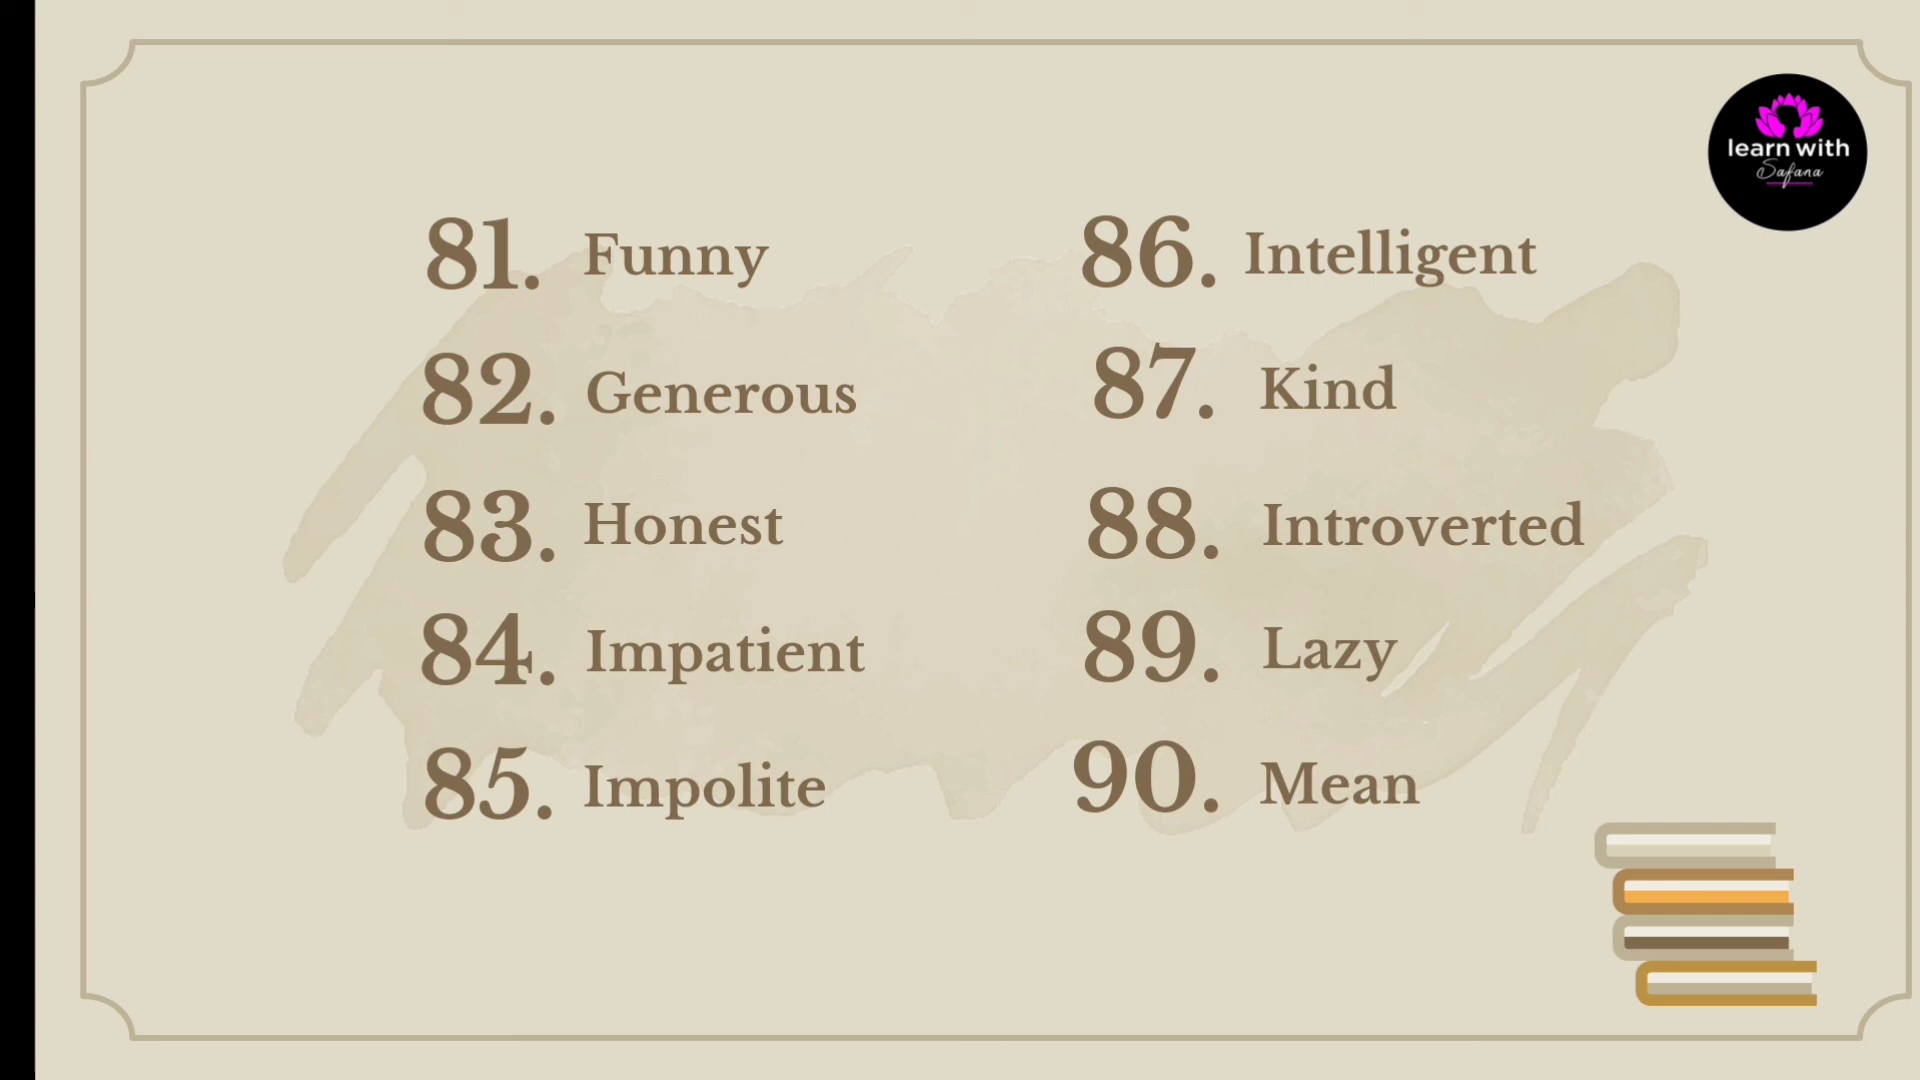 learn with
Safana
81. Funny
82. Generous
83. Honest
84. Impatient
85. Impolite
86. Intelligent
87. Kind
88. Introverted
89. Lazy
90. Mean